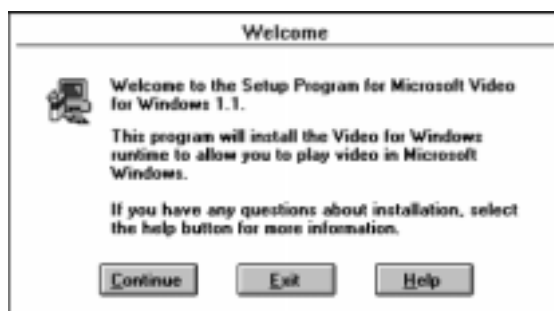 Welcome
Welcome to the Setup Program for Microsoft Video
for Windows 1.1.
This program will install the Video for Windows
runtime to allow you to play video in Microsoft
Windows.
If you have any questions about installation, select
the help button for more information.
Continue Exit Help